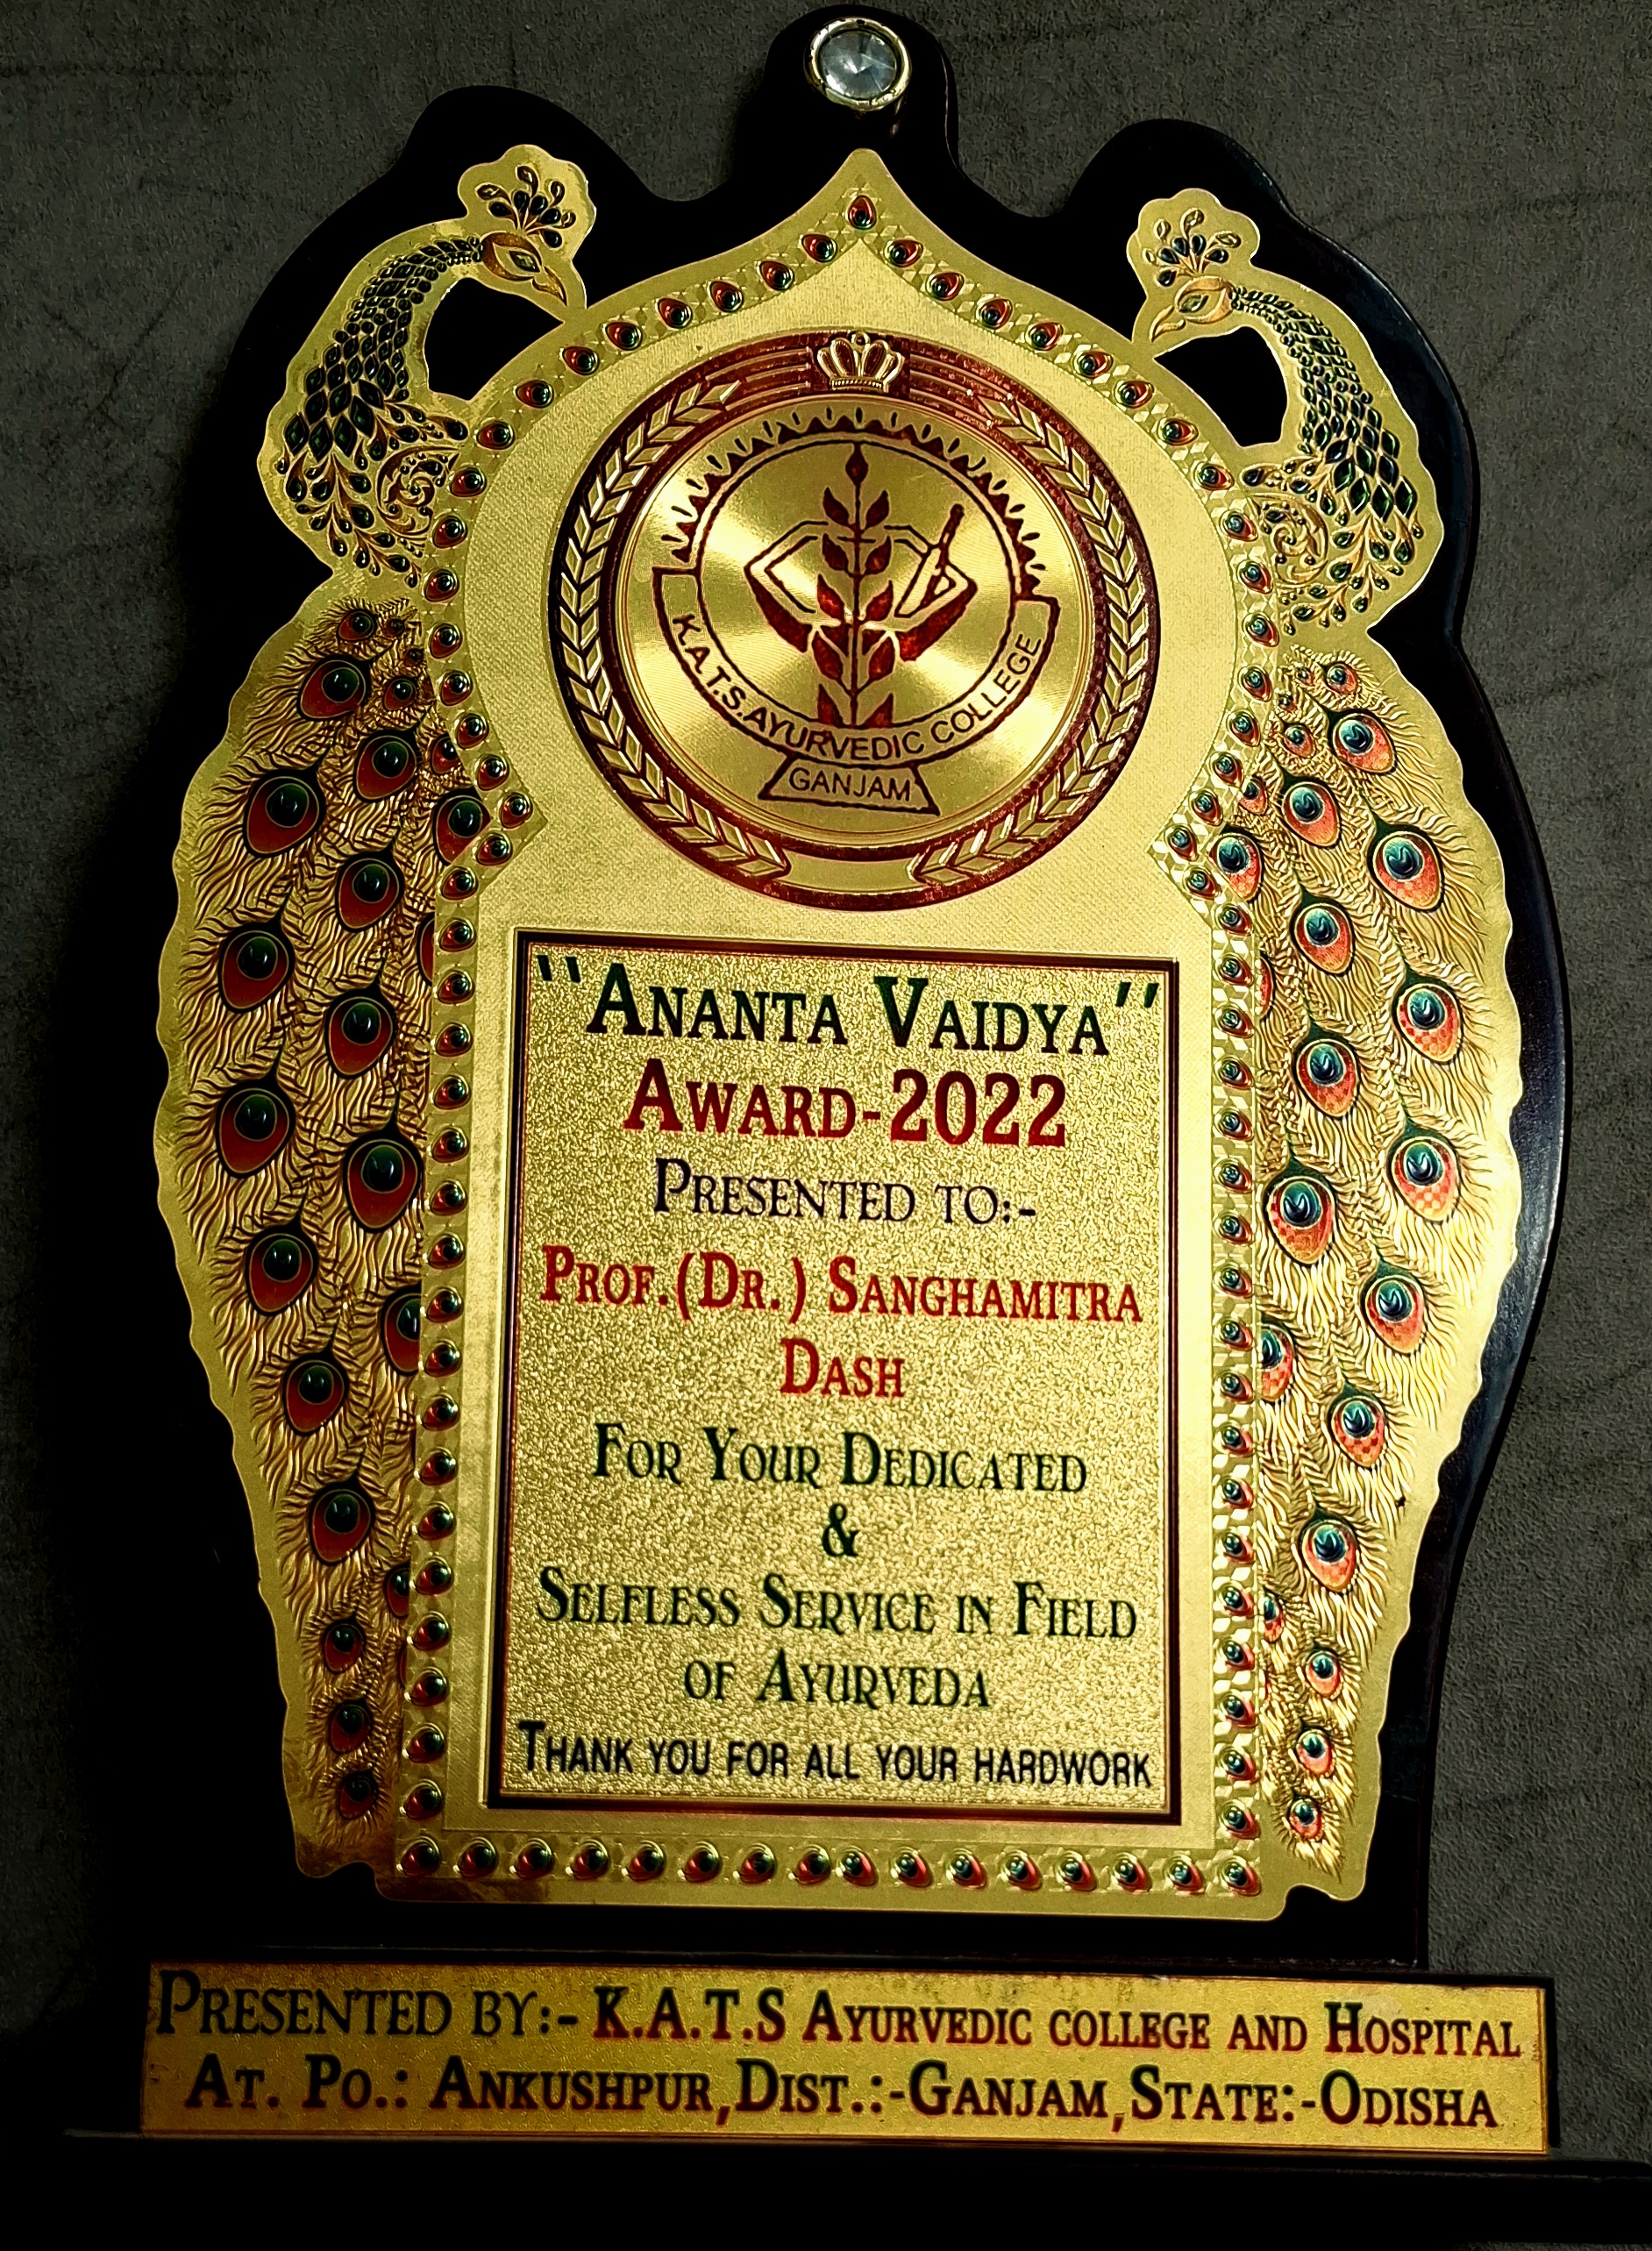 K.A.T.S.AYURVEDIC COLLEGE
GANJAM
"ANANTA VAIDYA"
AWARD-2022
PRESENTED TO:-
PROF.(DR.) SANGHAMITRA
DASH
FOR YOUR DEDICATED
&
SELFLESS SERVICE IN FIELD
OF AYURVEDA
THANK YOU FOR ALL YOUR HARDWORK
PRESENTED BY:- K.A.T.S AYURVEDIC COLLEGE AND HOSPITAL
AT. PO.: ANKUSHPUR,DIST.:-GANJAM,STATE:-ODISHA